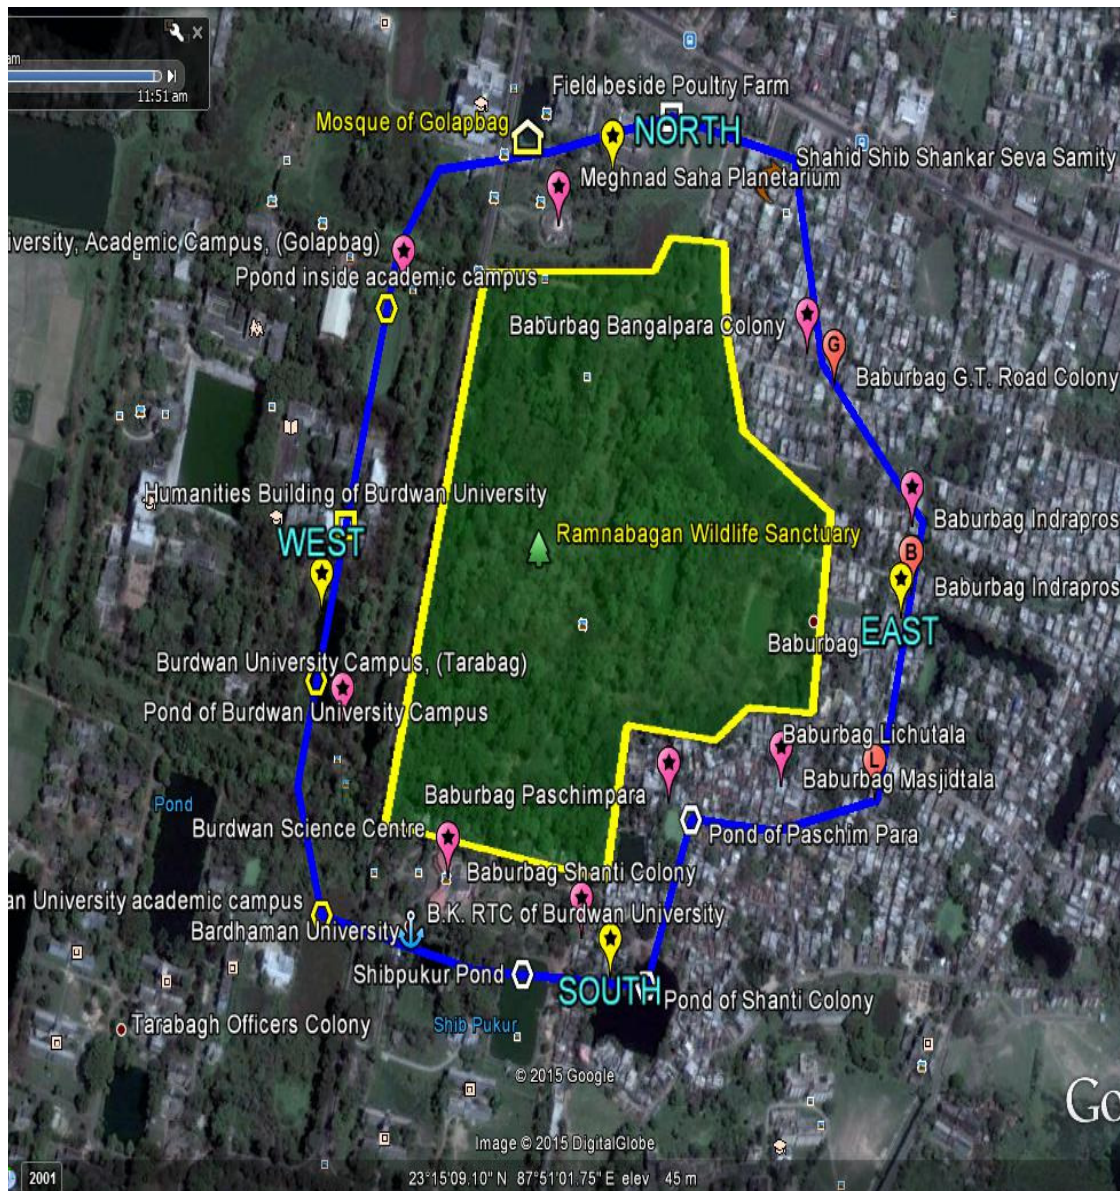 am
11:51 am
Field beside Poultry Farm
Mosque of Golapbag
NORTH
Shahid Shib Shankar Seva Samity
Meghnad Saha Planetarium
iversity, Academic Campus, (Golapbag)
Ppond inside academic campus
Baburbag Bangalpara Colony
G
Baburbag G.T. Road Colony
Humanities Building of Burdwan University
Baburbag Indrapros
WEST
Ramnabagan Wildlife Sanctuary
B
Baburbag Indrapros
EAST
Baburbag
Burdwan University Campus, (Tarabag)
Pond of Burdwan University Campus
Baburbag Lichutala
L
Baburbag Masjidtala
Baburbag Paschimpara
Pond
Burdwan Science Centre
Pond of Paschim Para
Baburbag Shanti Colony
an University academic campus
B.K. RTC of Burdwan University
Bardhaman University
Shibpukur Pond
SOUTH
Pond of Shanti Colony
Tarabagh Officers Colony
Shib Pukur
© 2015 Google
Go
Image © 2015 DigitalGlobe
2001
23°15'09.10" N 87°51'01.75" E elev 45 m